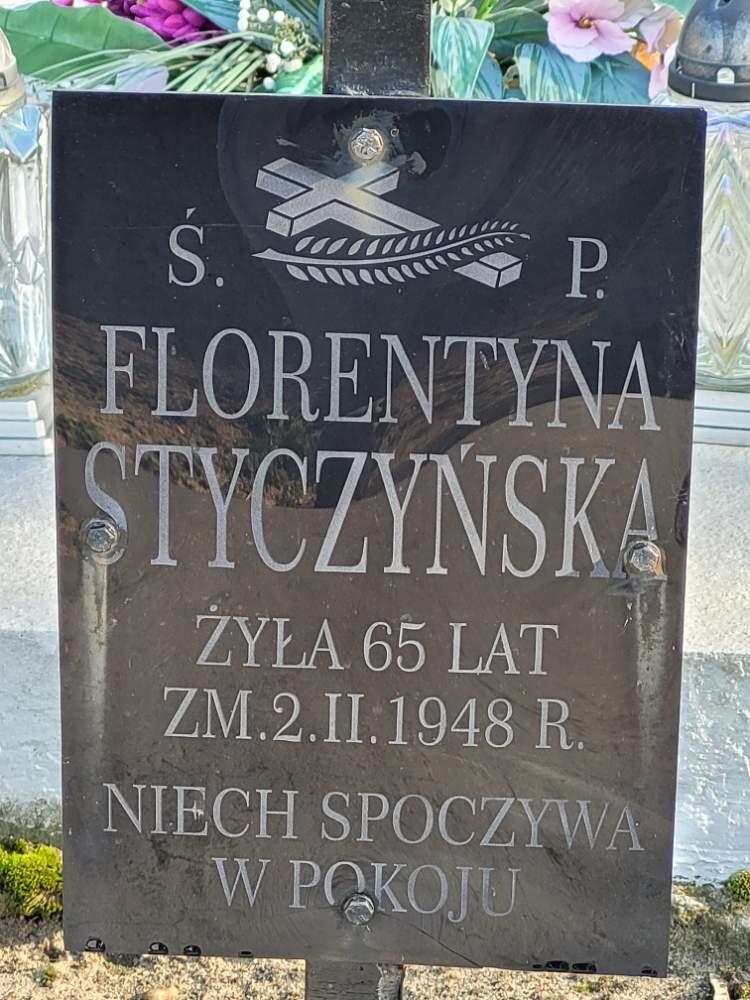 Ś. P.
FLORENTYNA
STYCZYŃSKA
ŻYŁA 65 LAT
ZM.2.II.1948 R.
NIECH SPOCZYWA
W POKOJU